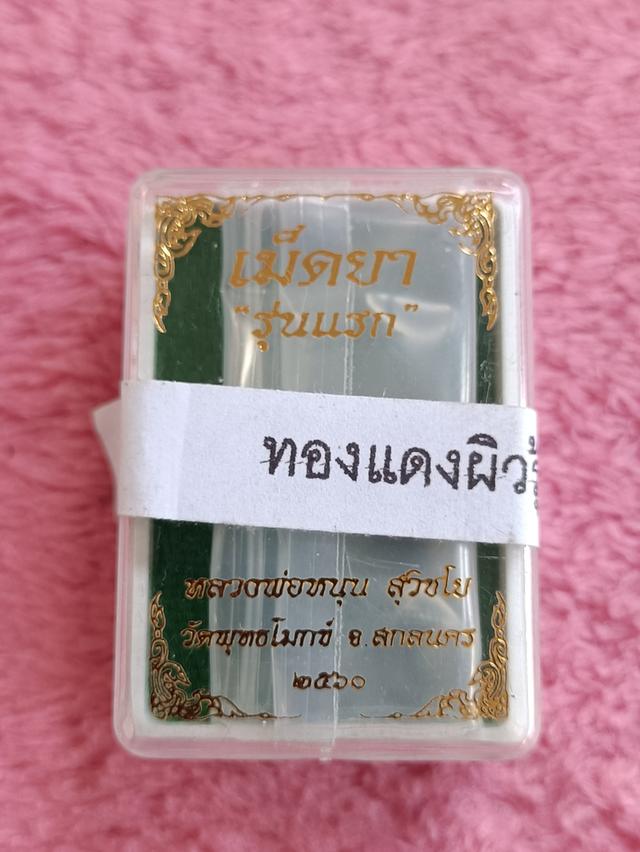 เม็ดยา
"รุ่นแรก"
ทองแดงผิว
หลวงพ่อหนุน สุวิชโย
วัดพุทธโมกข์ จ.สกลนคร
๒๕๖๐